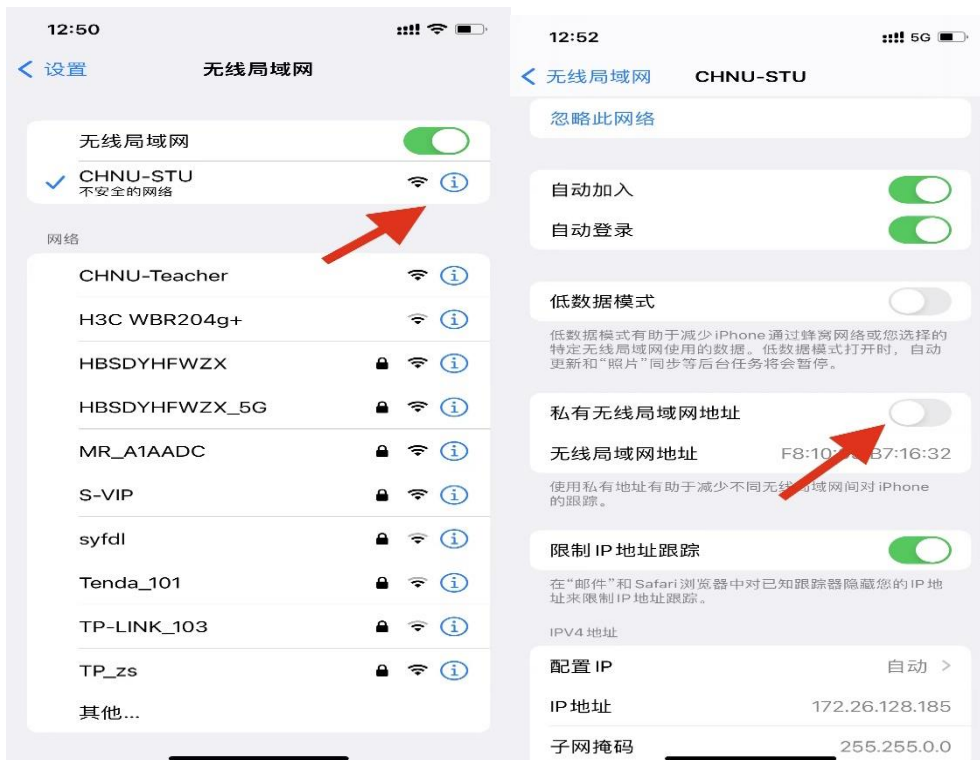 12:50
设置
无线局域网
无线局域网
CHNU-STU
不安全的网络
网络
CHNU-Teacher
H3C WBR204g+
HBSDYHFWZX
HBSDYHFWZX_5G
MR_A1AADC
S-VIP
syfdl
Tenda_101
TP-LINK_103
TP_zs
其他...
12:52
5G
无线局域网
CHNU-STU
忽略此网络
自动加入
自动登录
低数据模式
低数据模式有助于减少iPhone通过蜂窝网络或您选择的
特定无线局域网使用的数据。低数据模式打开时，自动
更新和“照片”同步等后台任务将会暂停。
私有无线局域网地址
无线局域网地址
F8:10: B7:16:32
使用私有地址有助于减少不同无线局域网间对iPhone
的跟踪。
限制IP地址跟踪
在“邮件”和Safari浏览器中对已知跟踪器隐藏您的IP地
址来限制IP地址跟踪。
IPV4地址
配置IP
自动
IP地址
172.26.128.185
子网掩码
255.255.0.0